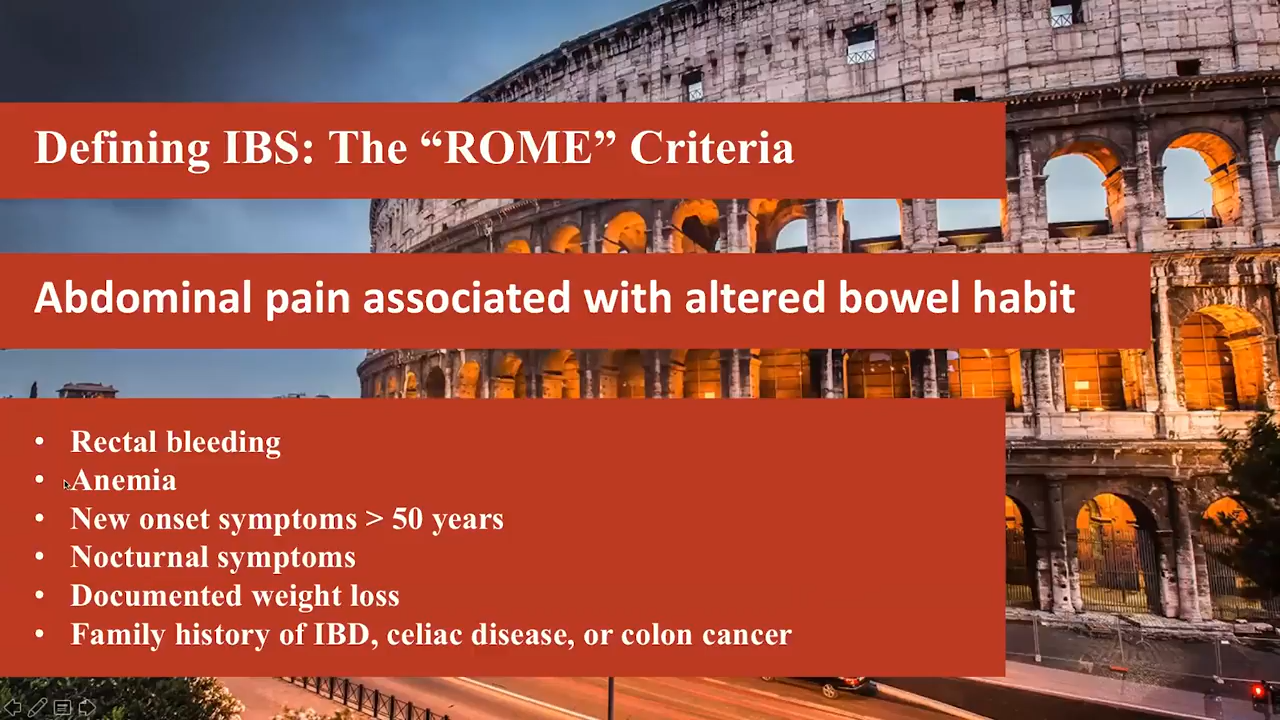 Defining IBS: The “ROME” Criteria
Abdominal pain associated with altered bowel habit
• Rectal bleeding
• Anemia
• New onset symptoms > 50 years
• Nocturnal symptoms
• Documented weight loss
• Family history of IBD, celiac disease, or colon cancer